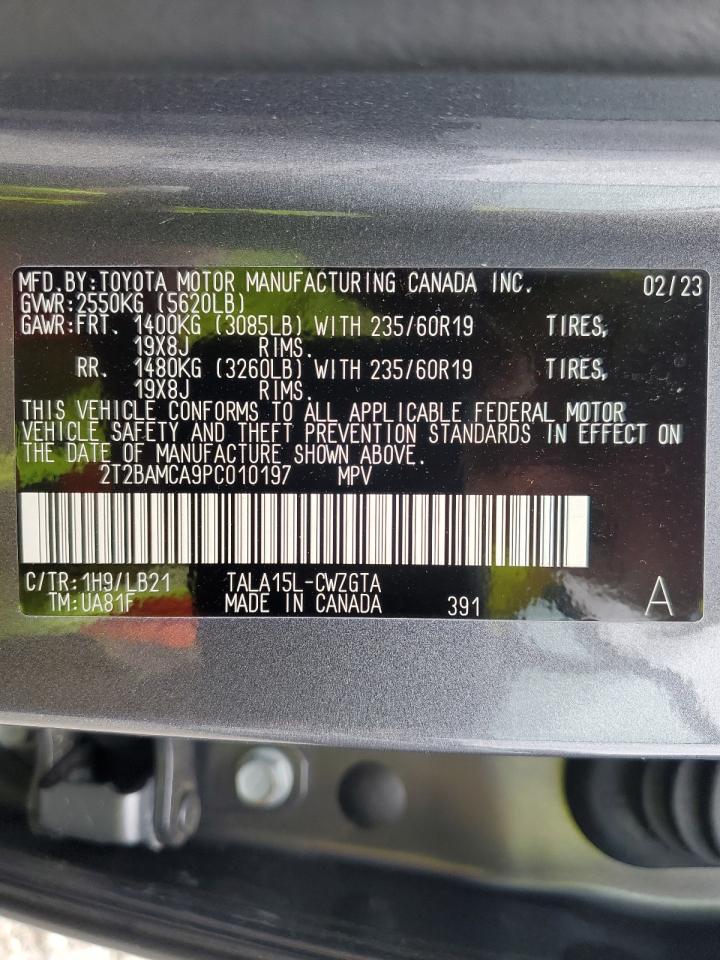 MFD.BY:TOYOTA MOTOR MANUFACTURING CANADA INC. 02/23
GVWR:2550KG (5620LB)
GAWR:FRT. 1400KG (3085LB) WITH 235/60R19 TIRES,
19X8J RIMS.
RR. 1480KG (3260LB) WITH 235/60R19 TIRES,
19X8J RIMS.
THIS VEHICLE CONFORMS TO ALL APPLICABLE FEDERAL MOTOR
VEHICLE SAFETY AND THEFT PREVENTION STANDARDS IN EFFECT ON
THE DATE OF MANUFACTURE SHOWN ABOVE.
2T2BAMCA9PC010197 MPV
C/TR:1H9/LB21 TALA15L-CWZGTA
TM:UA81F MADE IN CANADA 391 A